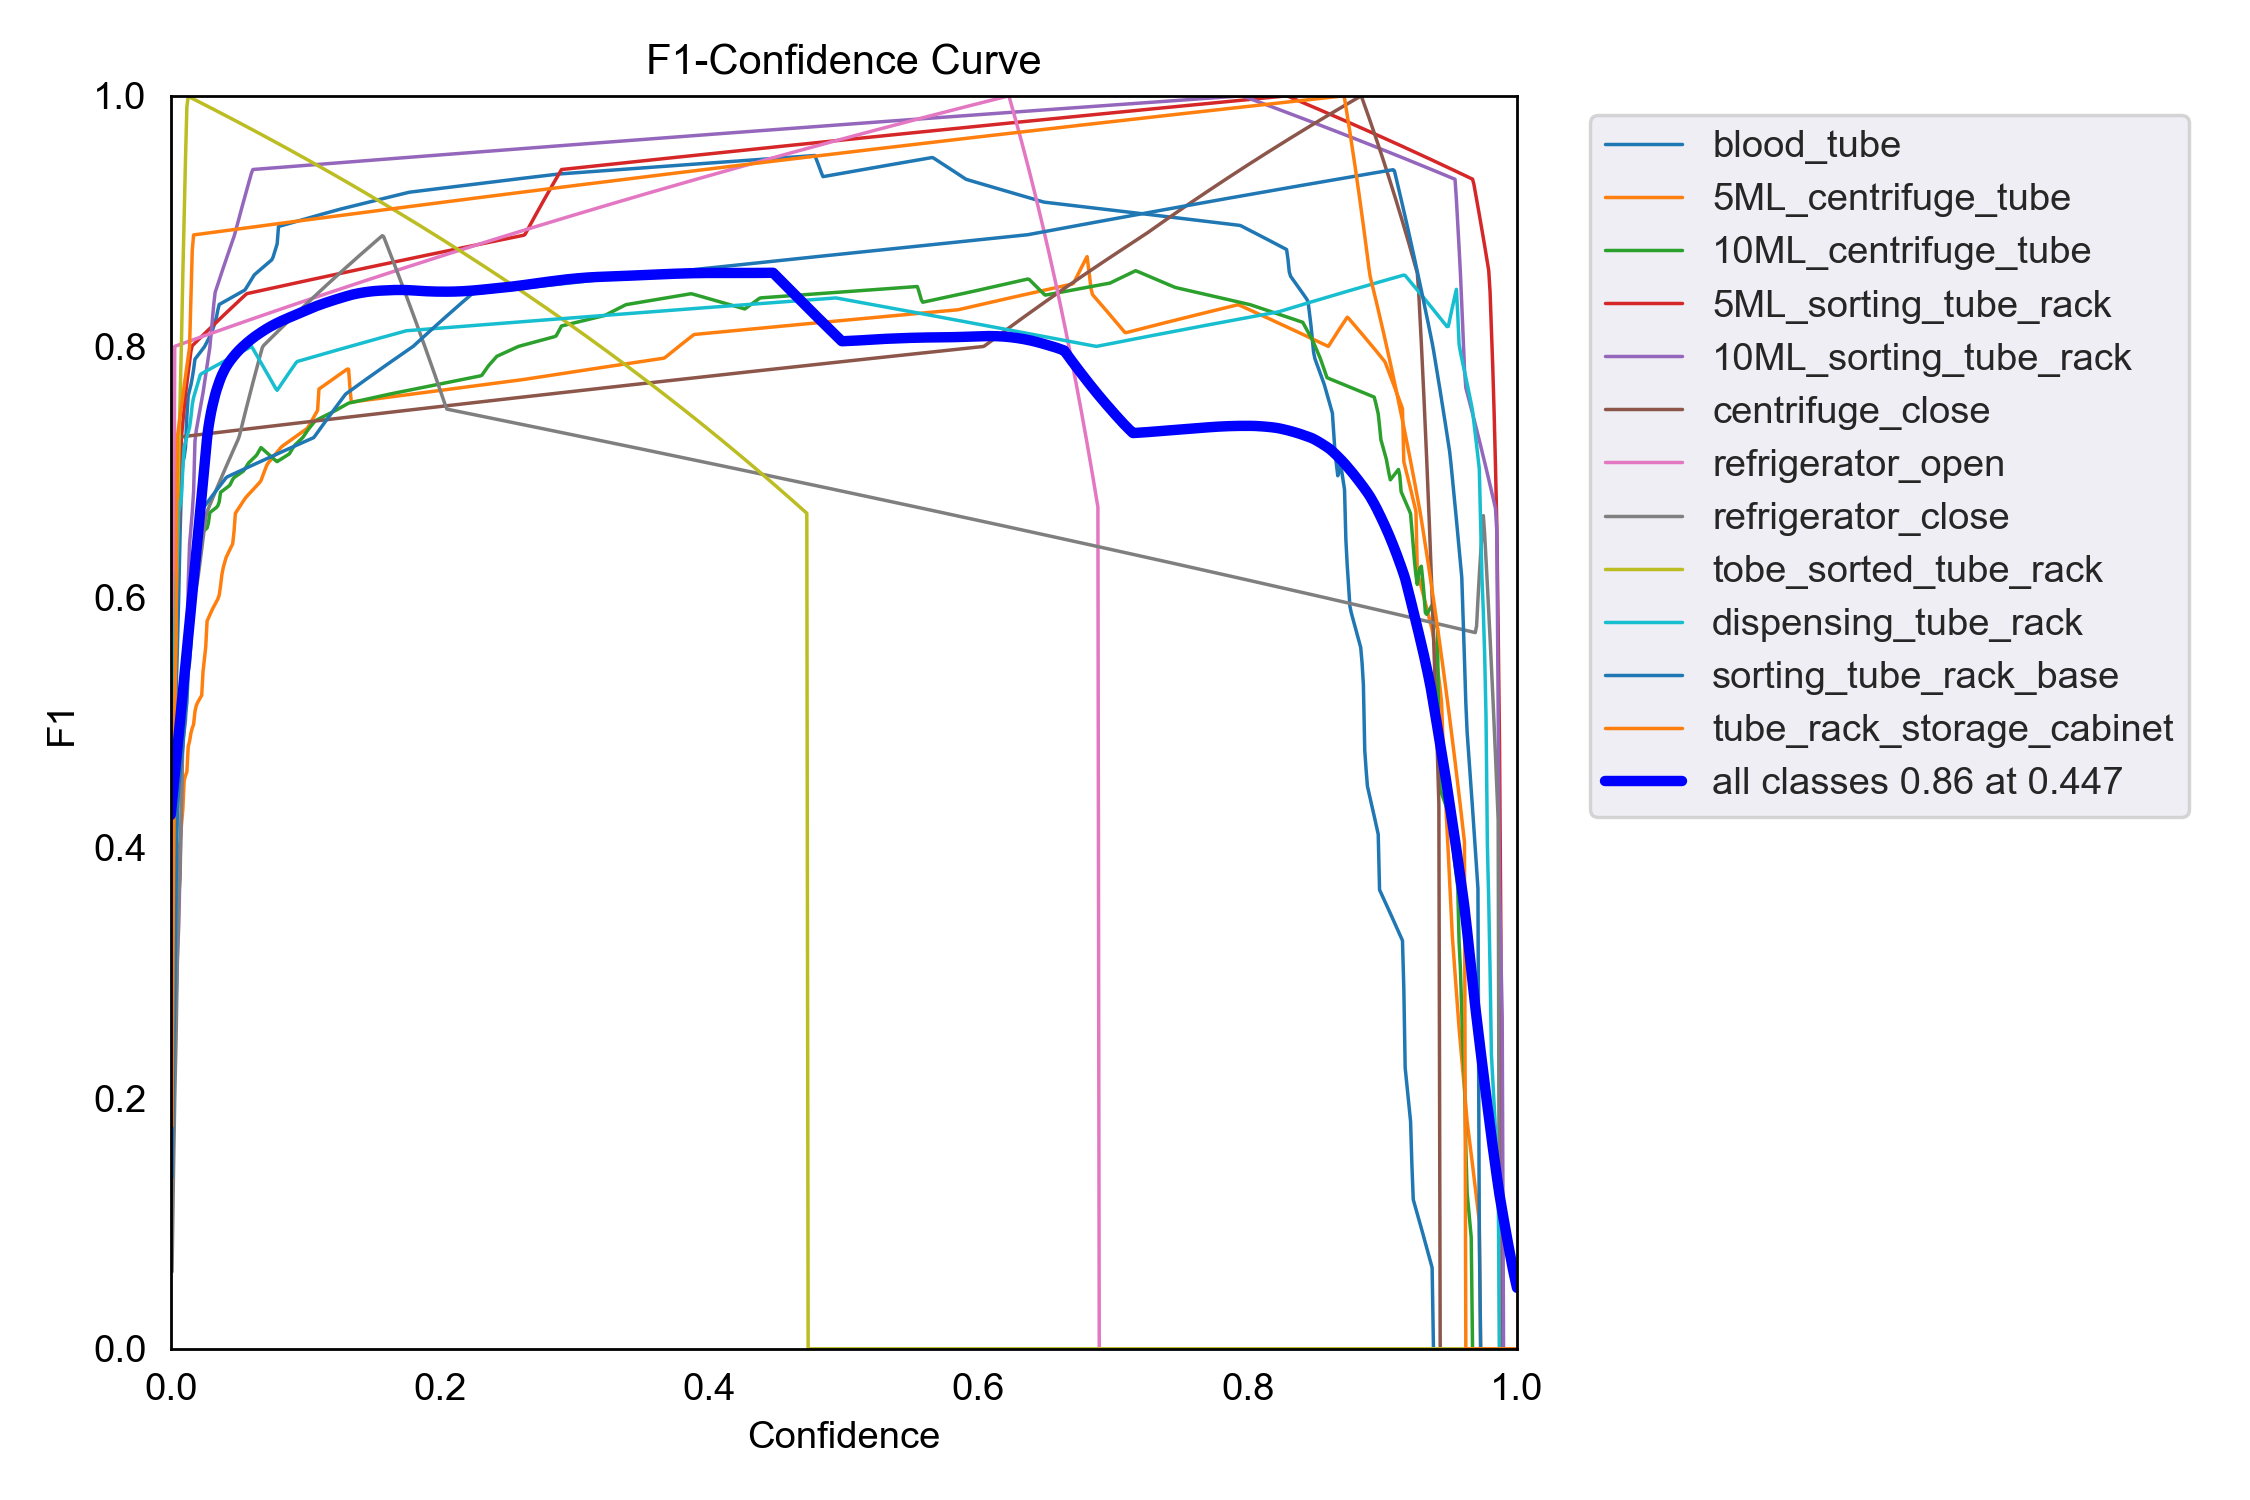 F1-Confidence Curve
1.0
0.8
0.6
0.4
0.2
0.0
F1
0.0 0.2 0.4 0.6 0.8 1.0
Confidence
blood_tube
5ML_centrifuge_tube
10ML_centrifuge_tube
5ML_sorting_tube_rack
10ML_sorting_tube_rack
centrifuge_close
refrigerator_open
refrigerator_close
tobe_sorted_tube_rack
dispensing_tube_rack
sorting_tube_rack_base
tube_rack_storage_cabinet
all classes 0.86 at 0.447